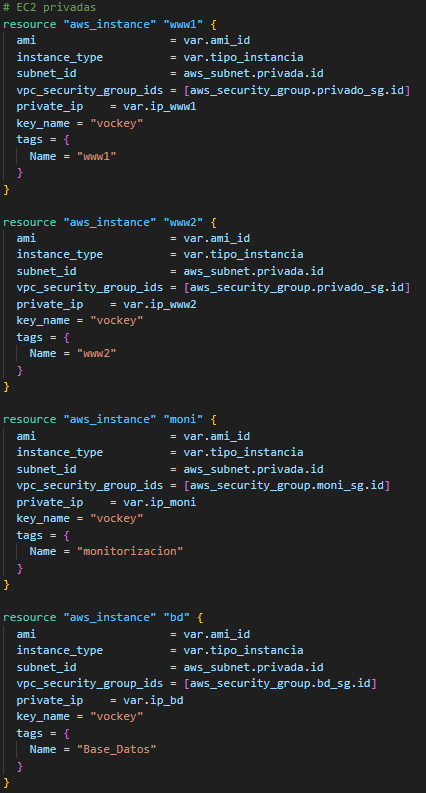 # EC2 privadas
resource "aws_instance" "www1" {
  ami                    = var.ami_id
  instance_type          = var.tipo_instancia
  subnet_id              = aws_subnet.privada.id
  vpc_security_group_ids = [aws_security_group.privado_sg.id]
  private_ip    = var.ip_www1
  key_name = "vockey"
  tags = {
    Name = "www1"
  }
}

resource "aws_instance" "www2" {
  ami                    = var.ami_id
  instance_type          = var.tipo_instancia
  subnet_id              = aws_subnet.privada.id
  vpc_security_group_ids = [aws_security_group.privado_sg.id]
  private_ip    = var.ip_www2
  key_name = "vockey"
  tags = {
    Name = "www2"
  }
}

resource "aws_instance" "moni" {
  ami                    = var.ami_id
  instance_type          = var.tipo_instancia
  subnet_id              = aws_subnet.privada.id
  vpc_security_group_ids = [aws_security_group.moni_sg.id]
  private_ip    = var.ip_moni
  key_name = "vockey"
  tags = {
    Name = "monitorizacion"
  }
}

resource "aws_instance" "bd" {
  ami                    = var.ami_id
  instance_type          = var.tipo_instancia
  subnet_id              = aws_subnet.privada.id
  vpc_security_group_ids = [aws_security_group.bd_sg.id]
  private_ip    = var.ip_bd
  key_name = "vockey"
  tags = {
    Name = "Base_Datos"
  }
}